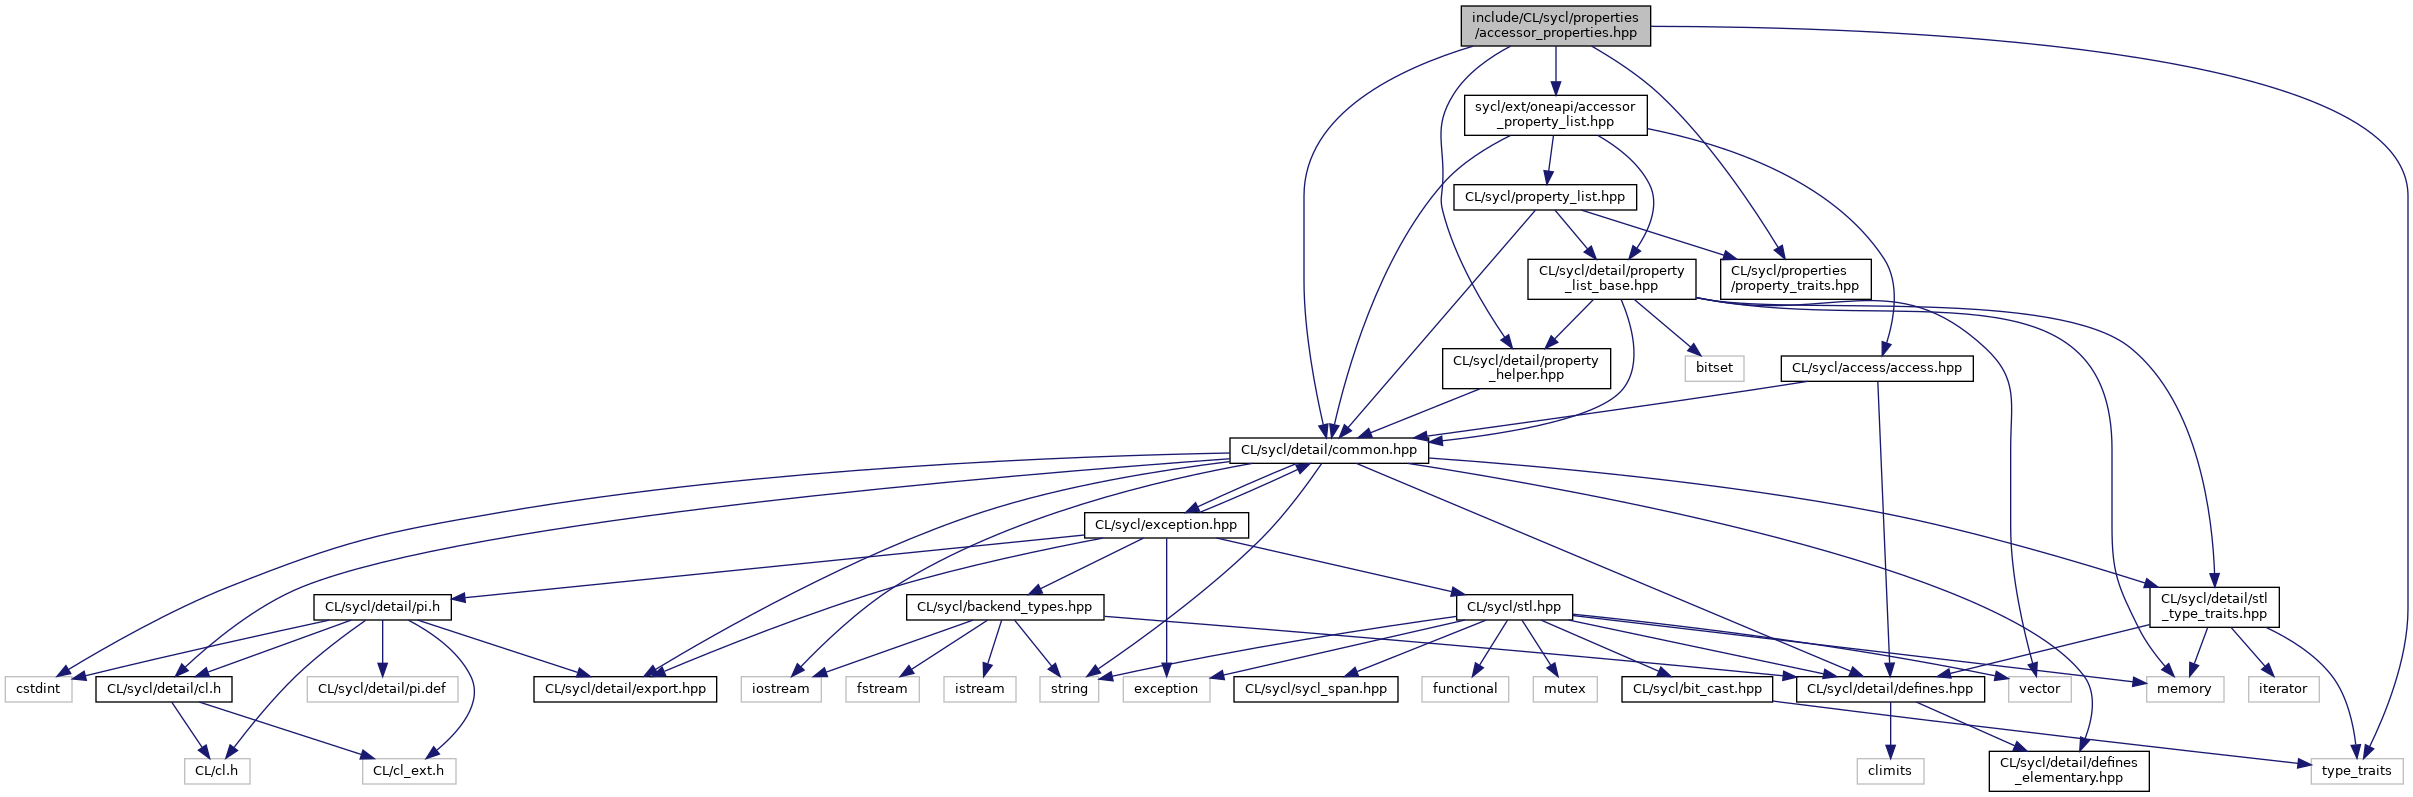 include/CL/sycl/properties
/accessor_properties.hpp
sycl/ext/oneapi/accessor
_property_list.hpp
CL/sycl/property_list.hpp
CL/sycl/detail/property
_list_base.hpp
CL/sycl/properties
/property_traits.hpp
CL/sycl/detail/property
_helper.hpp
bitset
CL/sycl/access/access.hpp
CL/sycl/detail/common.hpp
CL/sycl/exception.hpp
CL/sycl/detail/pi.h
CL/sycl/backend_types.hpp
CL/sycl/stl.hpp
CL/sycl/detail/stl
_type_traits.hpp
cstdint
CL/sycl/detail/cl.h
CL/sycl/detail/pi.def
CL/sycl/detail/export.hpp
iostream
fstream
istream
string
exception
CL/sycl/sycl_span.hpp
functional
mutex
CL/sycl/bit_cast.hpp
CL/sycl/detail/defines.hpp
vector
memory
iterator
CL/cl.h
CL/cl_ext.h
climits
CL/sycl/detail/defines
_elementary.hpp
type_traits